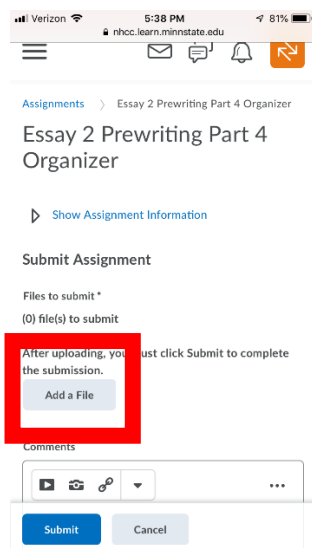 Verizon 5:38 PM 81%
nhcc.learn.minnstate.edu
Assignments Essay 2 Prewriting Part 4 Organizer
Essay 2 Prewriting Part 4
Organizer
Show Assignment Information
Submit Assignment
Files to submit *
(0) file(s) to submit
After uploading, you must click Submit to complete
the submission.
Add a File
Comments
Submit Cancel